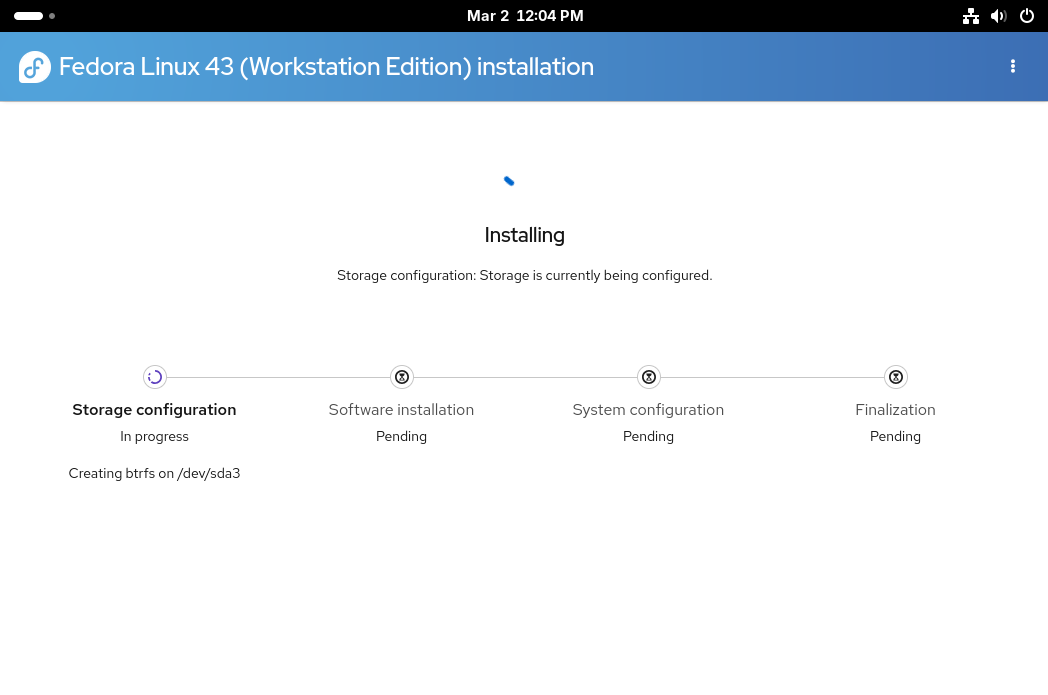 Mar 2 12:04 PM
Fedora Linux 43 (Workstation Edition) installation
Installing
Storage configuration: Storage is currently being configured.
Storage configuration
In progress
Creating btrfs on /dev/sda3
Software installation
Pending
System configuration
Pending
Finalization
Pending